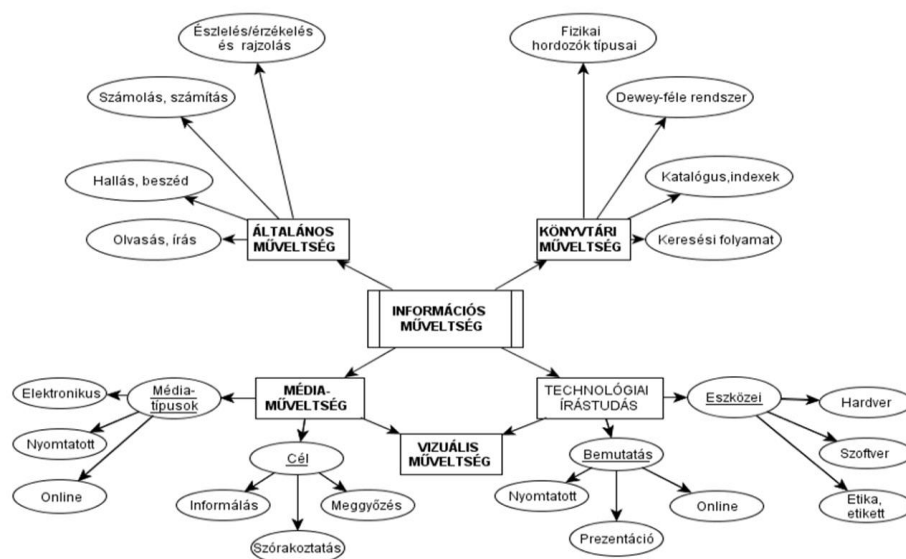 Észlelés/érzékelés
és rajzolás
Fizikai
hordozók típusai
Számolás, számítás
Dewey-féle rendszer
Hallás, beszéd
Katalógus,indexek
Olvasás, írás
ÁLTALÁNOS
MŰVELTSÉG
KÖNYVTÁRI
MŰVELTSÉG
Keresési folyamat
INFORMÁCIÓS
MŰVELTSÉG
Elektronikus
Média-
típusok
MÉDIA-
MŰVELTSÉG
TECHNOLÓGIAI
ÍRÁSTUDÁS
Eszközei
Hardver
Nyomtatott
VIZUÁLIS
MŰVELTSÉG
Cél
Bemutatás
Szoftver
Online
Informálás
Meggyőzés
Nyomtatott
Online
Etika,
etikett
Szórakoztatás
Prezentáció